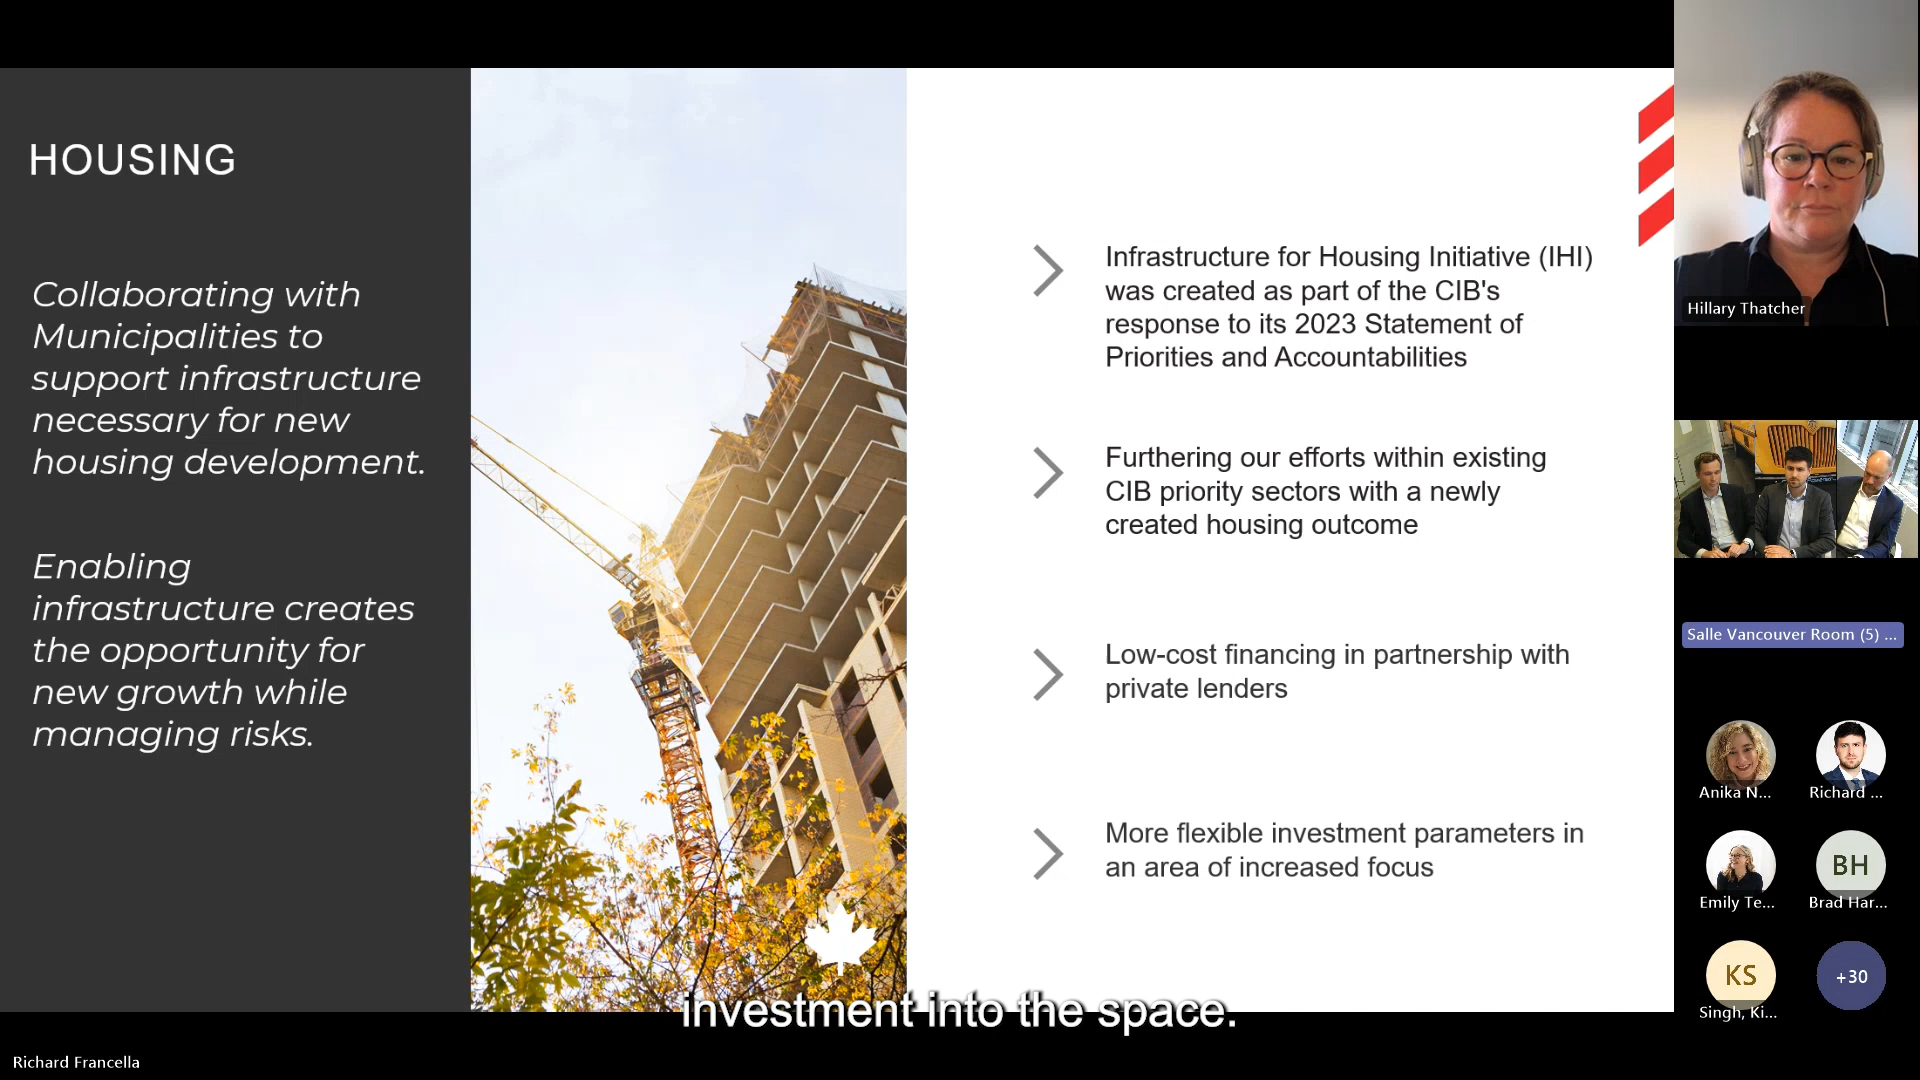 HOUSING
Collaborating with
Municipalities to
support infrastructure
necessary for new
housing development.
Enabling
infrastructure creates
the opportunity for
new growth while
managing risks.
Infrastructure for Housing Initiative (IHI)
was created as part of the CIB's
response to its 2023 Statement of
Priorities and Accountabilities
Furthering our efforts within existing
CIB priority sectors with a newly
created housing outcome
Low-cost financing in partnership with
private lenders
More flexible investment parameters in
an area of increased focus
investment into the space.
Richard Francella
Hillary Thatcher
Salle Vancouver Room (5) ...
Anika N...
Richard ...
Emily Te...
BH
Brad Har...
KS
Singh, Ki...
+30